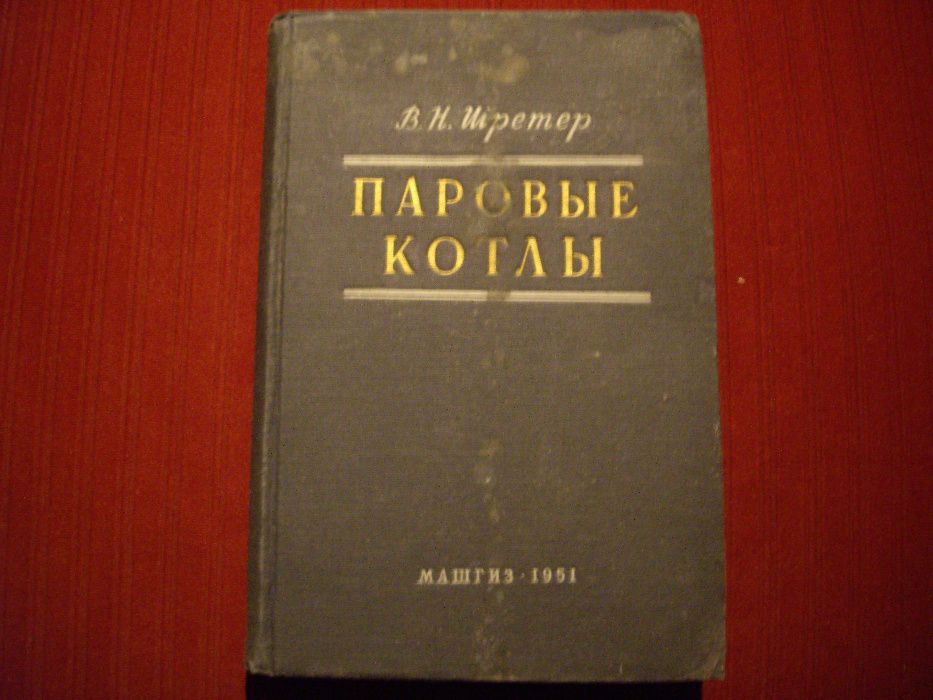 В. Н. Шретер
ПАРОВЫЕ
КОТЛЫ
МАШГИЗ · 1951